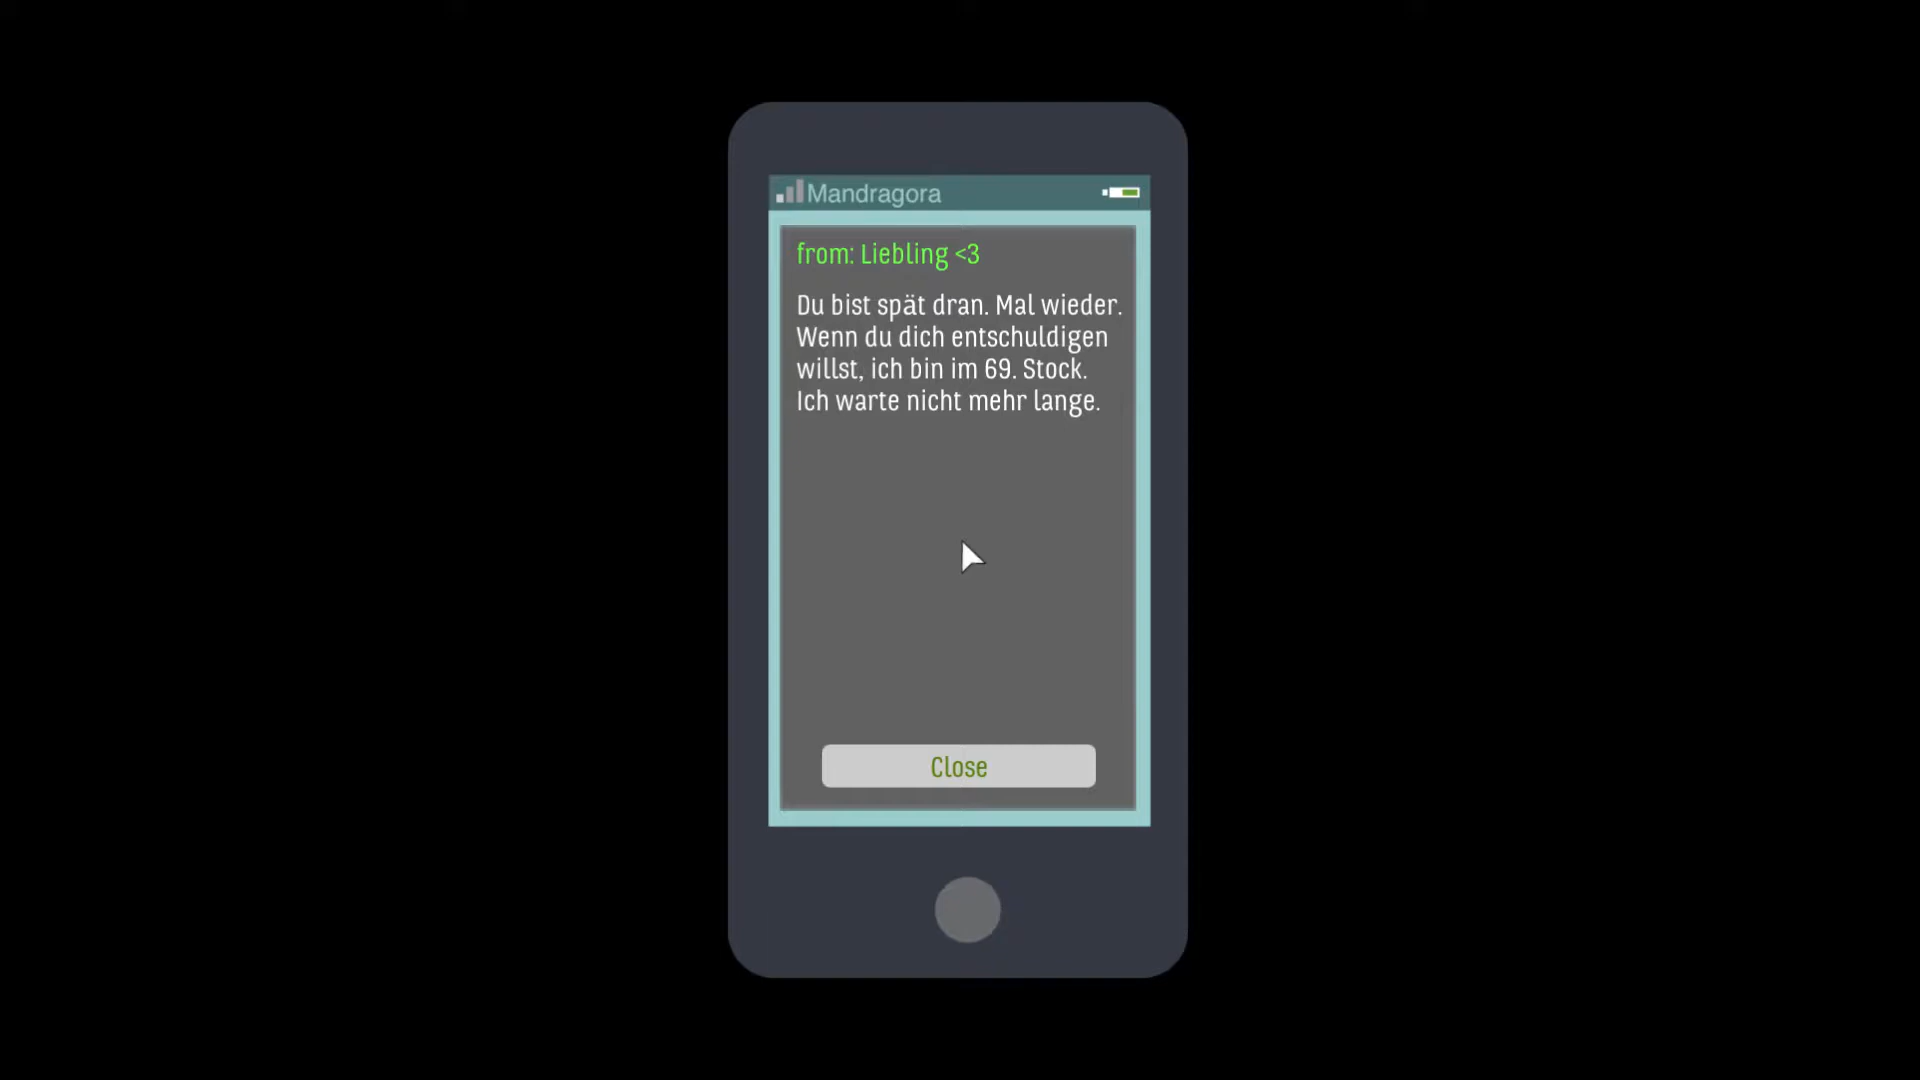 Mandragora
from: Liebling <3
Du bist spät dran. Mal wieder.
Wenn du dich entschuldigen
willst, ich bin im 69. Stock.
Ich warte nicht mehr lange.
Close